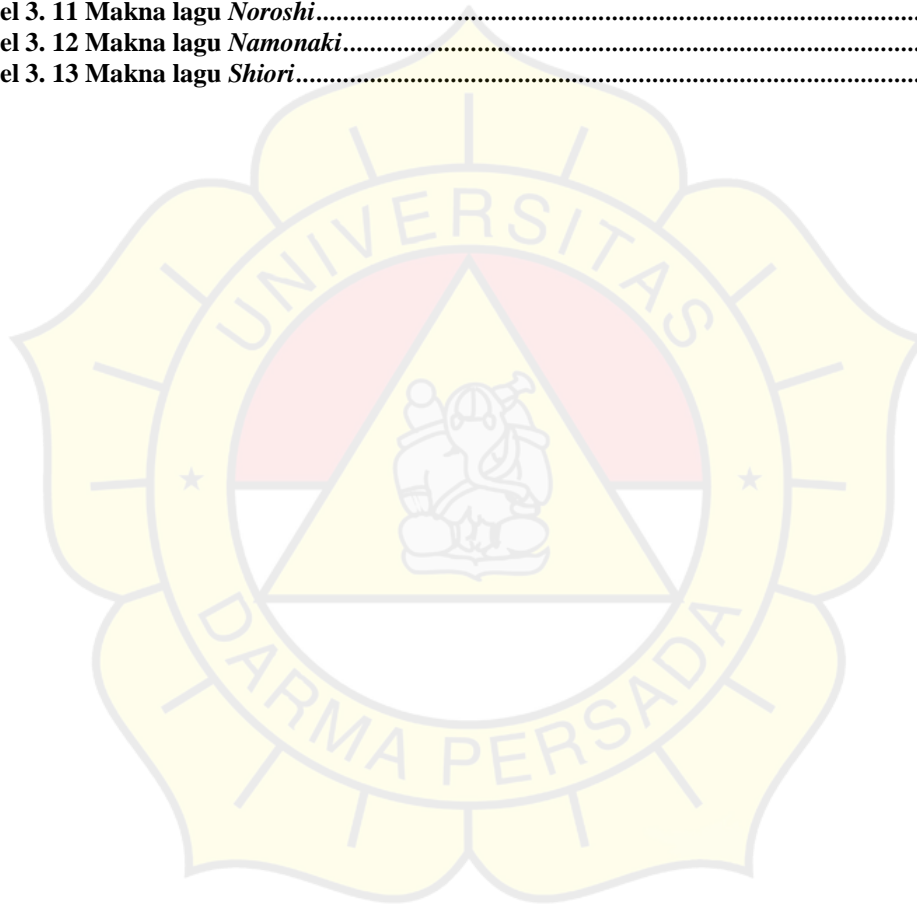 el 3. 11 Makna lagu Noroshi................................................................................................
el 3. 12 Makna lagu Namonaki...........................................................................................
el 3. 13 Makna lagu Shiori...................................................................................................
UNIVERSITAS
DARMA PERSADA